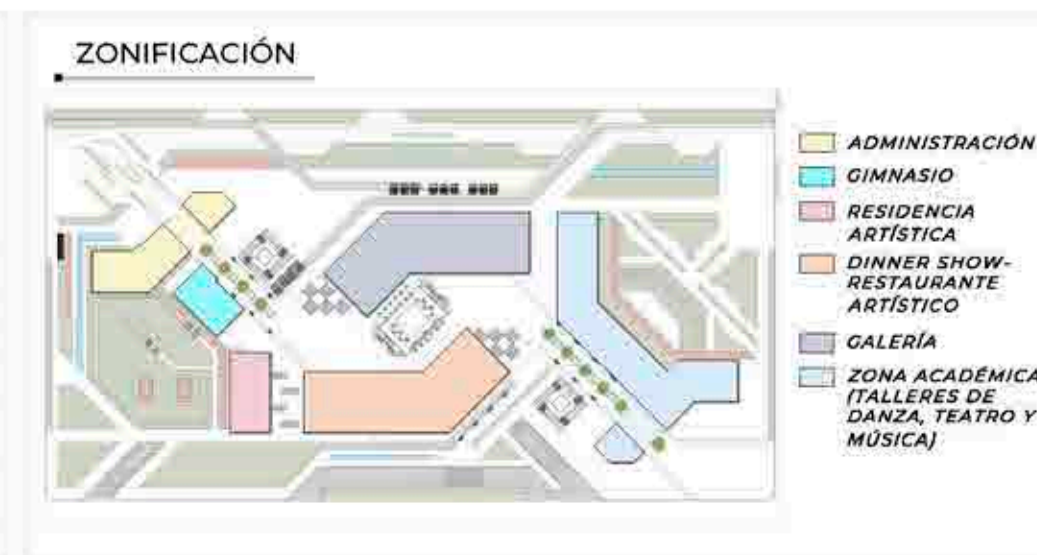 ZONIFICACIÓN
ADMINISTRACIÓN
GIMNASIO
RESIDENCIA
ARTÍSTICA
DINNER SHOW-
RESTAURANTE
ARTÍSTICO
GALERÍA
ZONA ACADÉMICA
(TALLERES DE
DANZA, TEATRO Y
MÚSICA)